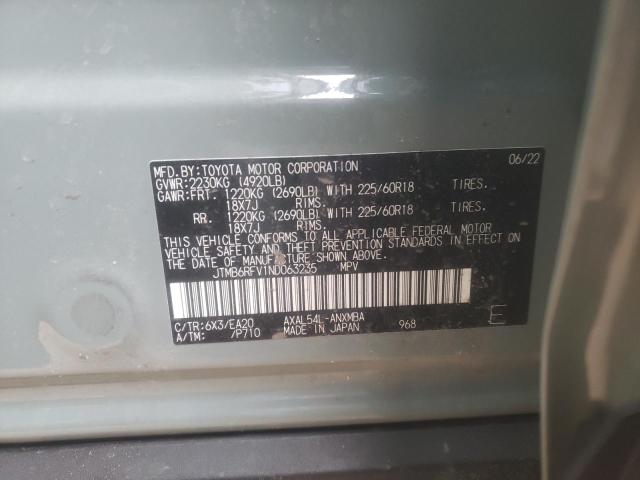 MFD.BY:TOYOTA MOTOR CORPORATION 06/22
GVWR:2230KG (4920LB)
GAWR:FRT. 1220KG (2690LB) WITH 225/60R18 TIRES.
18X7J RIMS.
RR. 1220KG (2690LB) WITH 225/60R18 TIRES.
18X7J RIMS.
THIS VEHICLE CONFORMS TO ALL APPLICABLE FEDERAL MOTOR
VEHICLE SAFETY AND THEFT PREVENTION STANDARDS IN EFFECT ON
THE DATE OF MANUFACTURE SHOWN ABOVE.
JTMB6RFV1ND063235 MPV
C/TR:6X3/EA20 AXAL54L-ANXMBA
A/TM: /P710 MADE IN JAPAN 968 E